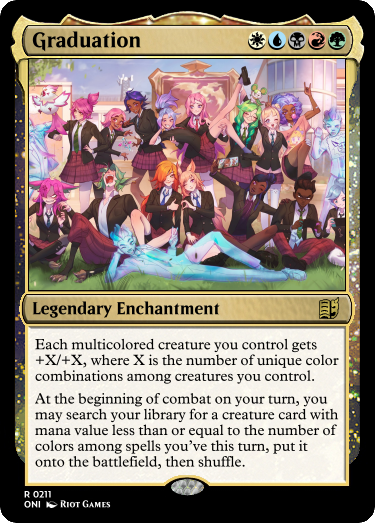 Graduation
Legendary Enchantment
Each multicolored creature you control gets
+X/+X, where X is the number of unique color
combinations among creatures you control.
At the beginning of combat on your turn, you
may search your library for a creature card with
mana value less than or equal to the number of
colors among spells you've this turn, put it
onto the battlefield, then shuffle.
R 0211
ONI Riot Games